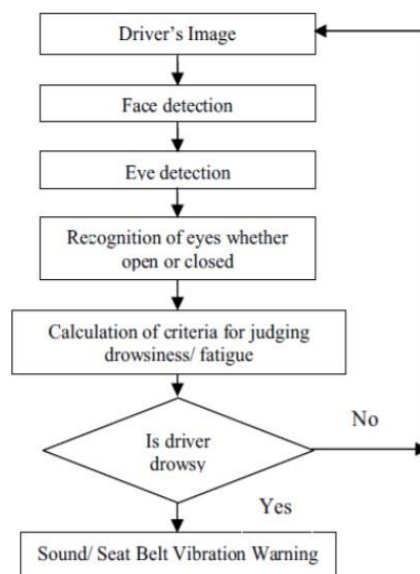 Driver's Image
Face detection
Eye detection
Recognition of eyes whether
open or closed
Calculation of criteria for judging
drowsiness/ fatigue
Is driver
drowsy
No
Yes
Sound/ Seat Belt Vibration Warning